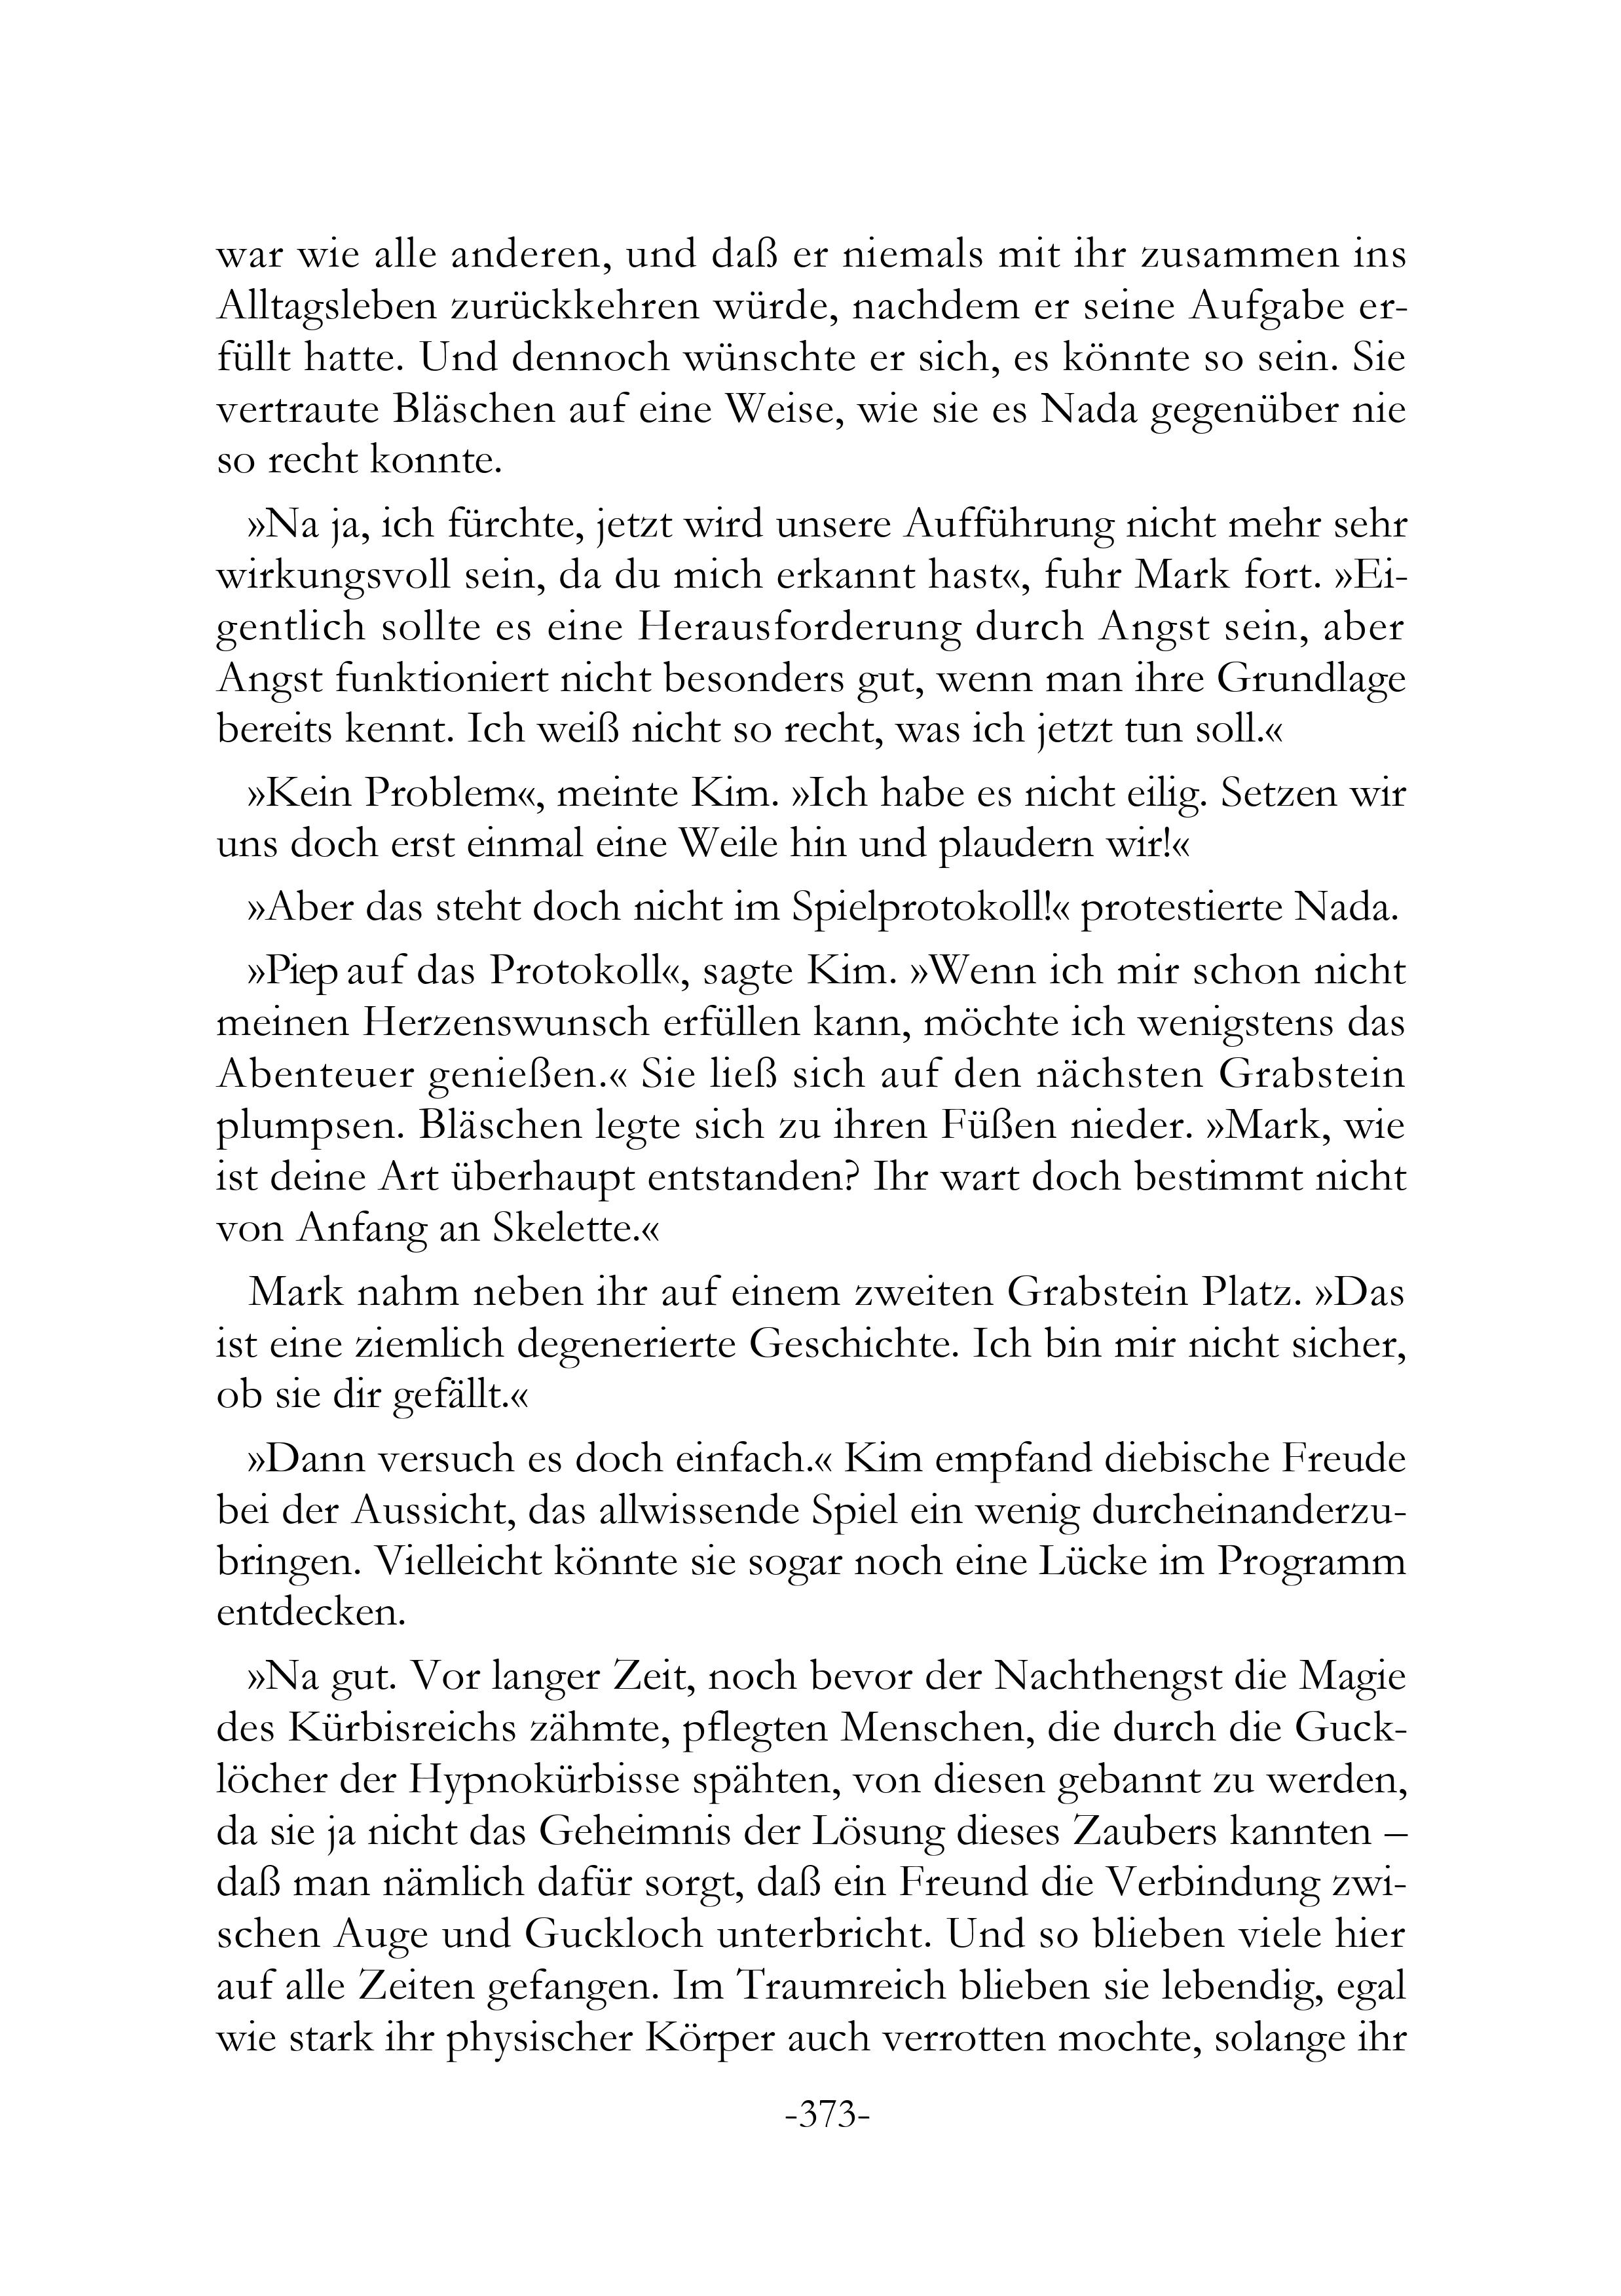 war wie alle anderen, und daß er niemals mit ihr zusammen ins
Alltagsleben zurückkehren würde, nachdem er seine Aufgabe er-
füllt hatte. Und dennoch wünschte er sich, es könnte so sein. Sie
vertraute Bläschen auf eine Weise, wie sie es Nada gegenüber nie
so recht konnte.
»Na ja, ich fürchte, jetzt wird unsere Aufführung nicht mehr sehr
wirkungsvoll sein, da du mich erkannt hast«, fuhr Mark fort. »Ei-
gentlich sollte es eine Herausforderung durch Angst sein, aber
Angst funktioniert nicht besonders gut, wenn man ihre Grundlage
bereits kennt. Ich weiß nicht so recht, was ich jetzt tun soll.«
»Kein Problem«, meinte Kim. »Ich habe es nicht eilig. Setzen wir
uns doch erst einmal eine Weile hin und plaudern wir!«
»Aber das steht doch nicht im Spielprotokoll!« protestierte Nada.
»Piep auf das Protokoll«, sagte Kim. »Wenn ich mir schon nicht
meinen Herzenswunsch erfüllen kann, möchte ich wenigstens das
Abenteuer genießen.« Sie ließ sich auf den nächsten Grabstein
plumpsen. Bläschen legte sich zu ihren Füßen nieder. »Mark, wie
ist deine Art überhaupt entstanden? Ihr wart doch bestimmt nicht
von Anfang an Skelette.«
Mark nahm neben ihr auf einem zweiten Grabstein Platz. »Das
ist eine ziemlich degenerierte Geschichte. Ich bin mir nicht sicher,
ob sie dir gefällt.«
»Dann versuch es doch einfach.« Kim empfand diebische Freude
bei der Aussicht, das allwissende Spiel ein wenig durcheinanderzu-
bringen. Vielleicht könnte sie sogar noch eine Lücke im Programm
entdecken.
»Na gut. Vor langer Zeit, noch bevor der Nachthengst die Magie
des Kürbisreichs zähmte, pflegten Menschen, die durch die Guck-
löcher der Hypnokürbisse spähten, von diesen gebannt zu werden,
da sie ja nicht das Geheimnis der Lösung dieses Zaubers kannten –
daß man nämlich dafür sorgt, daß ein Freund die Verbindung zwi-
schen Auge und Guckloch unterbricht. Und so blieben viele hier
auf alle Zeiten gefangen. Im Traumreich blieben sie lebendig, egal
wie stark ihr physischer Körper auch verrotten mochte, solange ihr
-373-